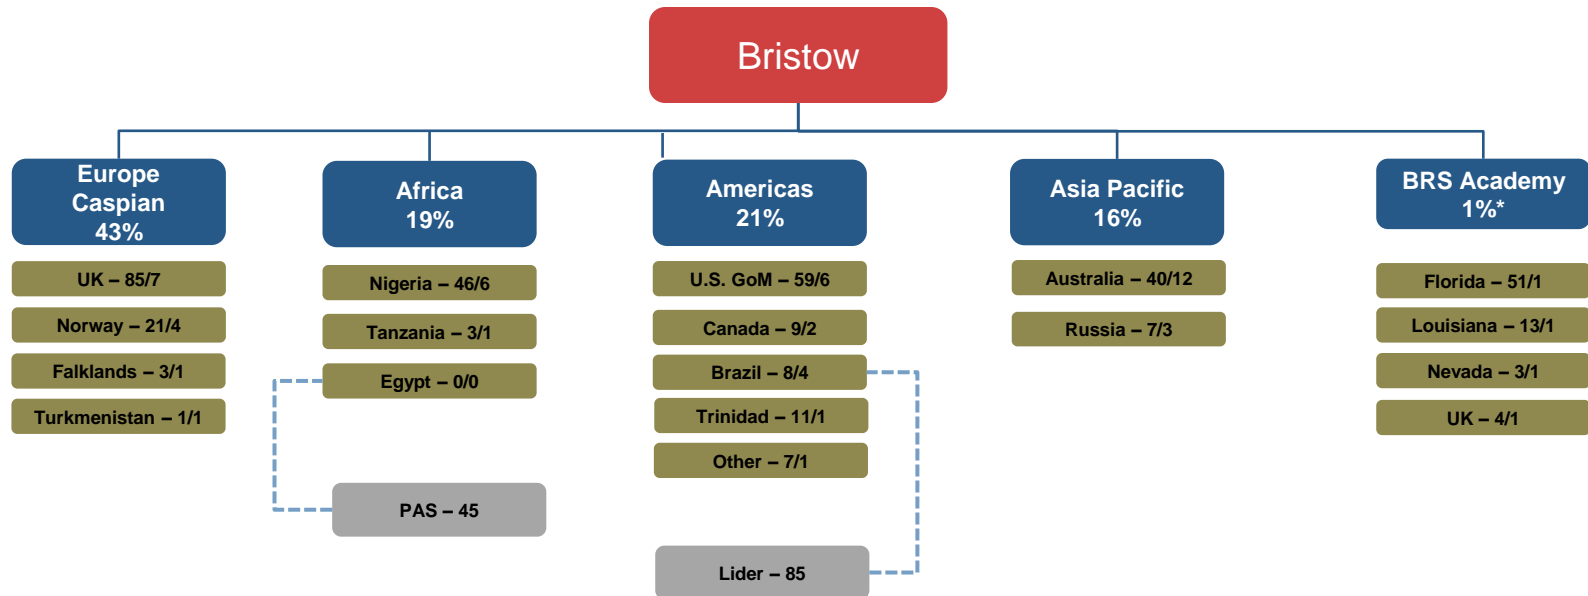 Bristow
Europe
Caspian
43%
UK – 85/7
Norway – 21/4
Falklands – 3/1
Turkmenistan – 1/1
Africa
19%
Nigeria – 46/6
Tanzania – 3/1
Egypt – 0/0
PAS – 45
Americas
21%
U.S. GoM – 59/6
Canada – 9/2
Brazil – 8/4
Trinidad – 11/1
Other – 7/1
Lider – 85
Asia Pacific
16%
Australia – 40/12
Russia – 7/3
BRS Academy
1%*
Florida – 51/1
Louisiana – 13/1
Nevada – 3/1
UK – 4/1